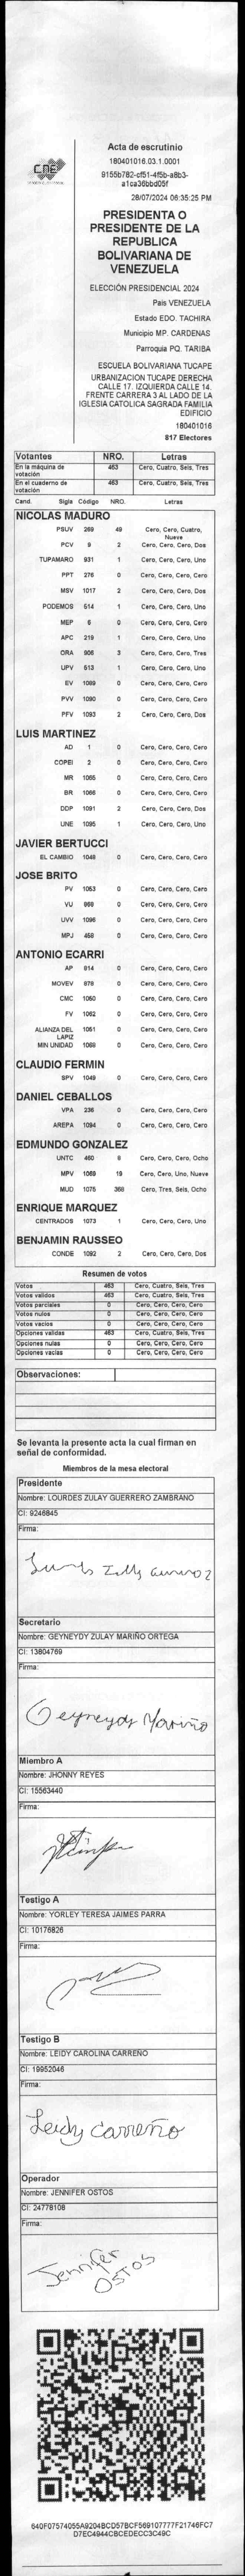 CNE
Acta de escrutinio
180401016.03.1.0001
9155b782-cf51-4f5b-a8b3-
a1ca36bbd05f
28/07/2024 06:35:25 PM
PRESIDENTA O
PRESIDENTE DE LA
REPUBLICA
BOLIVARIANA DE
VENEZUELA
ELECCIÓN PRESIDENCIAL 2024
País VENEZUELA
Estado EDO. TACHIRA
Municipio MP. CARDENAS
Parroquia PQ. TARIBA
ESCUELA BOLIVARIANA TUCAPE
URBANIZACION TUCAPE DERECHA
CALLE 17. IZQUIERDA CALLE 14.
FRENTE CARRERA 3 AL LADO DE LA
IGLESIA CATOLICA SAGRADA FAMILIA
EDIFICIO
180401016
817 Electores
Votantes NRO. Letras
En la máquina de votación 463 Cero, Cuatro, Seis, Tres
En el cuaderno de votación 463 Cero, Cuatro, Seis, Tres
Cand. Sigla Código NRO. Letras
NICOLAS MADURO
PSUV 269 49 Cero, Cero, Cuatro, Nueve
PCV 9 2 Cero, Cero, Cero, Dos
TUPAMARO 931 1 Cero, Cero, Cero, Uno
PPT 276 0 Cero, Cero, Cero, Cero
MSV 1017 2 Cero, Cero, Cero, Dos
PODEMOS 514 1 Cero, Cero, Cero, Uno
MEP 6 0 Cero, Cero, Cero, Cero
APC 219 1 Cero, Cero, Cero, Uno
ORA 906 3 Cero, Cero, Cero, Tres
UPV 513 1 Cero, Cero, Cero, Uno
EV 1089 0 Cero, Cero, Cero, Cero
PVV 1090 0 Cero, Cero, Cero, Cero
PFV 1093 2 Cero, Cero, Cero, Dos
LUIS MARTINEZ
AD 1 0 Cero, Cero, Cero, Cero
COPEI 2 0 Cero, Cero, Cero, Cero
MR 1065 0 Cero, Cero, Cero, Cero
BR 1066 0 Cero, Cero, Cero, Cero
DDP 1091 2 Cero, Cero, Cero, Dos
UNE 1095 1 Cero, Cero, Cero, Uno
JAVIER BERTUCCI
EL CAMBIO 1048 0 Cero, Cero, Cero, Cero
JOSE BRITO
PV 1053 0 Cero, Cero, Cero, Cero
VU 968 0 Cero, Cero, Cero, Cero
UVV 1096 0 Cero, Cero, Cero, Cero
MPJ 458 0 Cero, Cero, Cero, Cero
ANTONIO ECARRI
AP 914 0 Cero, Cero, Cero, Cero
MOVEV 978 0 Cero, Cero, Cero, Cero
CMC 1050 0 Cero, Cero, Cero, Cero
FV 1062 0 Cero, Cero, Cero, Cero
ALIANZA DEL LAPIZ 1051 0 Cero, Cero, Cero, Cero
MIN UNIDAD 1068 0 Cero, Cero, Cero, Cero
CLAUDIO FERMIN
SPV 1049 0 Cero, Cero, Cero, Cero
DANIEL CEBALLOS
VPA 236 0 Cero, Cero, Cero, Cero
AREPA 1094 0 Cero, Cero, Cero, Cero
EDMUNDO GONZALEZ
UNTC 460 8 Cero, Cero, Cero, Ocho
MPV 1069 19 Cero, Cero, Uno, Nueve
MUD 1075 368 Cero, Tres, Seis, Ocho
ENRIQUE MARQUEZ
CENTRADOS 1073 1 Cero, Cero, Cero, Uno
BENJAMIN RAUSSEO
CONDE 1092 2 Cero, Cero, Cero, Dos
Resumen de votos
Votos 463 Cero, Cuatro, Seis, Tres
Votos validos 463 Cero, Cuatro, Seis, Tres
Votos parciales 0 Cero, Cero, Cero, Cero
Votos nulos 0 Cero, Cero, Cero, Cero
Votos vacios 0 Cero, Cero, Cero, Cero
Opciones validas 463 Cero, Cuatro, Seis, Tres
Opciones nulas 0 Cero, Cero, Cero, Cero
Opciones vacias 0 Cero, Cero, Cero, Cero
Observaciones:
Se levanta la presente acta la cual firman en
señal de conformidad.
Miembros de la mesa electoral
Presidente
Nombre: LOURDES ZULAY GUERRERO ZAMBRANO
CI: 9246845
Firma:
Secretario
Nombre: GEYNEYDY ZULAY MARIÑO ORTEGA
CI: 13804769
Firma:
Geyneydy Mariño
Miembro A
Nombre: JHONNY REYES
CI: 15563440
Firma:
Testigo A
Nombre: YORLEY TERESA JAIMES PARRA
CI: 10176826
Firma:
Testigo B
Nombre: LEIDY CAROLINA CARREÑO
CI: 19952046
Firma:
Leidy Carreño
Operador
Nombre: JENNIFER OSTOS
CI: 24778108
Firma:
Jennifer
OSTOS
640F07574055A9204BCD57BCF569107777F21746FC7
D7EC4944CBCEDECC3C49C